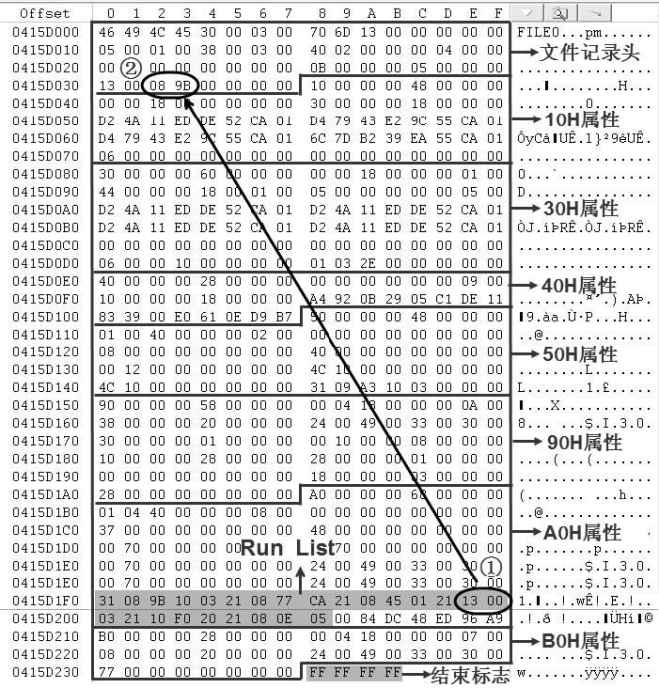 Offset 0 1 2 3 4 5 6 7 8 9 A B C D E F
0415D000 46 49 4C 45 30 00 03 00 70 6D 13 00 00 00 00 00 FILE0...pm......
0415D010 05 00 01 00 38 00 03 00 40 02 00 00 00 04 00 00 文件记录头
0415D020 00 ② 00 00 00 00 00 0B 00 00 00 05 00 00 00 ................
0415D030 13 00 08 9B 00 00 00 00 10 00 00 00 48 00 00 00 ...H...
0415D040 00 00 18 00 00 00 00 30 00 00 00 18 00 00 00 ........0.......
0415D050 D2 4A 11 ED DE 52 CA 01 D4 79 43 E2 9C 55 CA 01 10H属性
0415D060 D4 79 43 E2 9C 55 CA 01 6C 7D B2 39 EA 55 CA 01
0415D070 06 00 00 00 00 00 00 00 00 00 00 00 00 00 00 00 ................
0415D080 30 00 00 00 60 00 00 00 00 00 18 00 00 00 01 00 0...`...........
0415D090 44 00 00 00 18 00 01 00 05 00 00 00 00 00 05 00 D...............
0415D0A0 D2 4A 11 ED DE 52 CA 01 D2 4A 11 ED DE 52 CA 01 30H属性
0415D0B0 D2 4A 11 ED DE 52 CA 01 D2 4A 11 ED DE 52 CA 01 ÒJ.íÞRÊ.ÒJ.íÞRÊ.
0415D0C0 00 00 00 00 00 00 00 00 00 00 00 00 00 00 00 00 ................
0415D0D0 06 00 00 10 00 00 00 01 03 2E 00 00 00 00 00 ................
0415D0E0 40 00 00 00 28 00 00 00 00 00 00 00 00 00 09 00 40H属性
0415D0F0 10 00 00 00 18 00 00 00 A4 92 0B 29 05 C1 DE 11 ).ÁÞ.
0415D100 83 39 00 E0 61 0E D9 B7 50 00 00 00 48 00 00 00 9.àa.Ù·P...H...
0415D110 01 00 40 00 00 00 02 00 00 00 00 00 00 00 00 00 ..@.............
0415D120 08 00 00 00 00 00 00 00 40 00 00 00 00 00 00 00 50H属性
0415D130 00 12 00 00 00 00 00 00 4C 10 00 00 00 00 00 ........L.......
0415D140 4C 10 00 00 00 00 00 00 31 09 A3 10 03 00 00 00 L.......1.£.....
0415D150 90 00 00 00 58 00 00 00 00 04 18 00 00 00 0A 00 ...X...........
0415D160 38 00 00 00 20 00 00 00 24 00 49 00 33 00 30 00 8... ...$.I.3.0.
0415D170 30 00 00 00 01 00 00 00 00 10 00 00 08 00 00 00 90H属性
0415D180 10 00 00 00 28 00 00 00 28 00 00 00 01 00 00 00 ....(...(.......
0415D190 00 00 00 00 00 00 00 00 18 00 00 00 03 00 00 00 ................
0415D1A0 28 00 00 00 00 00 00 00 A0 00 00 00 68 00 00 00 (....... ...h...
0415D1B0 01 04 40 00 00 00 08 00 00 00 00 00 00 00 00 00 ..@.............
0415D1C0 37 00 00 00 00 00 00 00 48 00 00 00 00 00 00 00 A0H属性
0415D1D0 00 70 00 00 00 Run List 70 00 00 00 00 00 00 .p.......p......
0415D1E0 00 70 00 00 00 00 00 00 24 00 49 00 33 00 ① .p......$.I.3.0.
0415D1E0 00 70 00 00 00 00 00 00 24 00 49 00 33 00 30 00 .p......$.I.3.0.
0415D1F0 31 08 9B 10 03 21 08 77 CA 21 08 45 01 21 13 00 1...!.wÊ!.E.!..
0415D200 03 21 10 F0 20 21 08 0E 05 00 84 DC 48 ED 96 A9 .!.ð !....ÜHí©
0415D210 B0 00 00 00 28 00 00 00 00 04 18 00 00 00 07 00 B0H属性
0415D220 08 00 00 00 20 00 00 00 24 00 49 00 33 00 30 00 .... ...$.I.3.0.
0415D230 77 00 00 00 00 00 00 00 FF FF FF FF 结束标志 w.......ÿÿÿÿ....